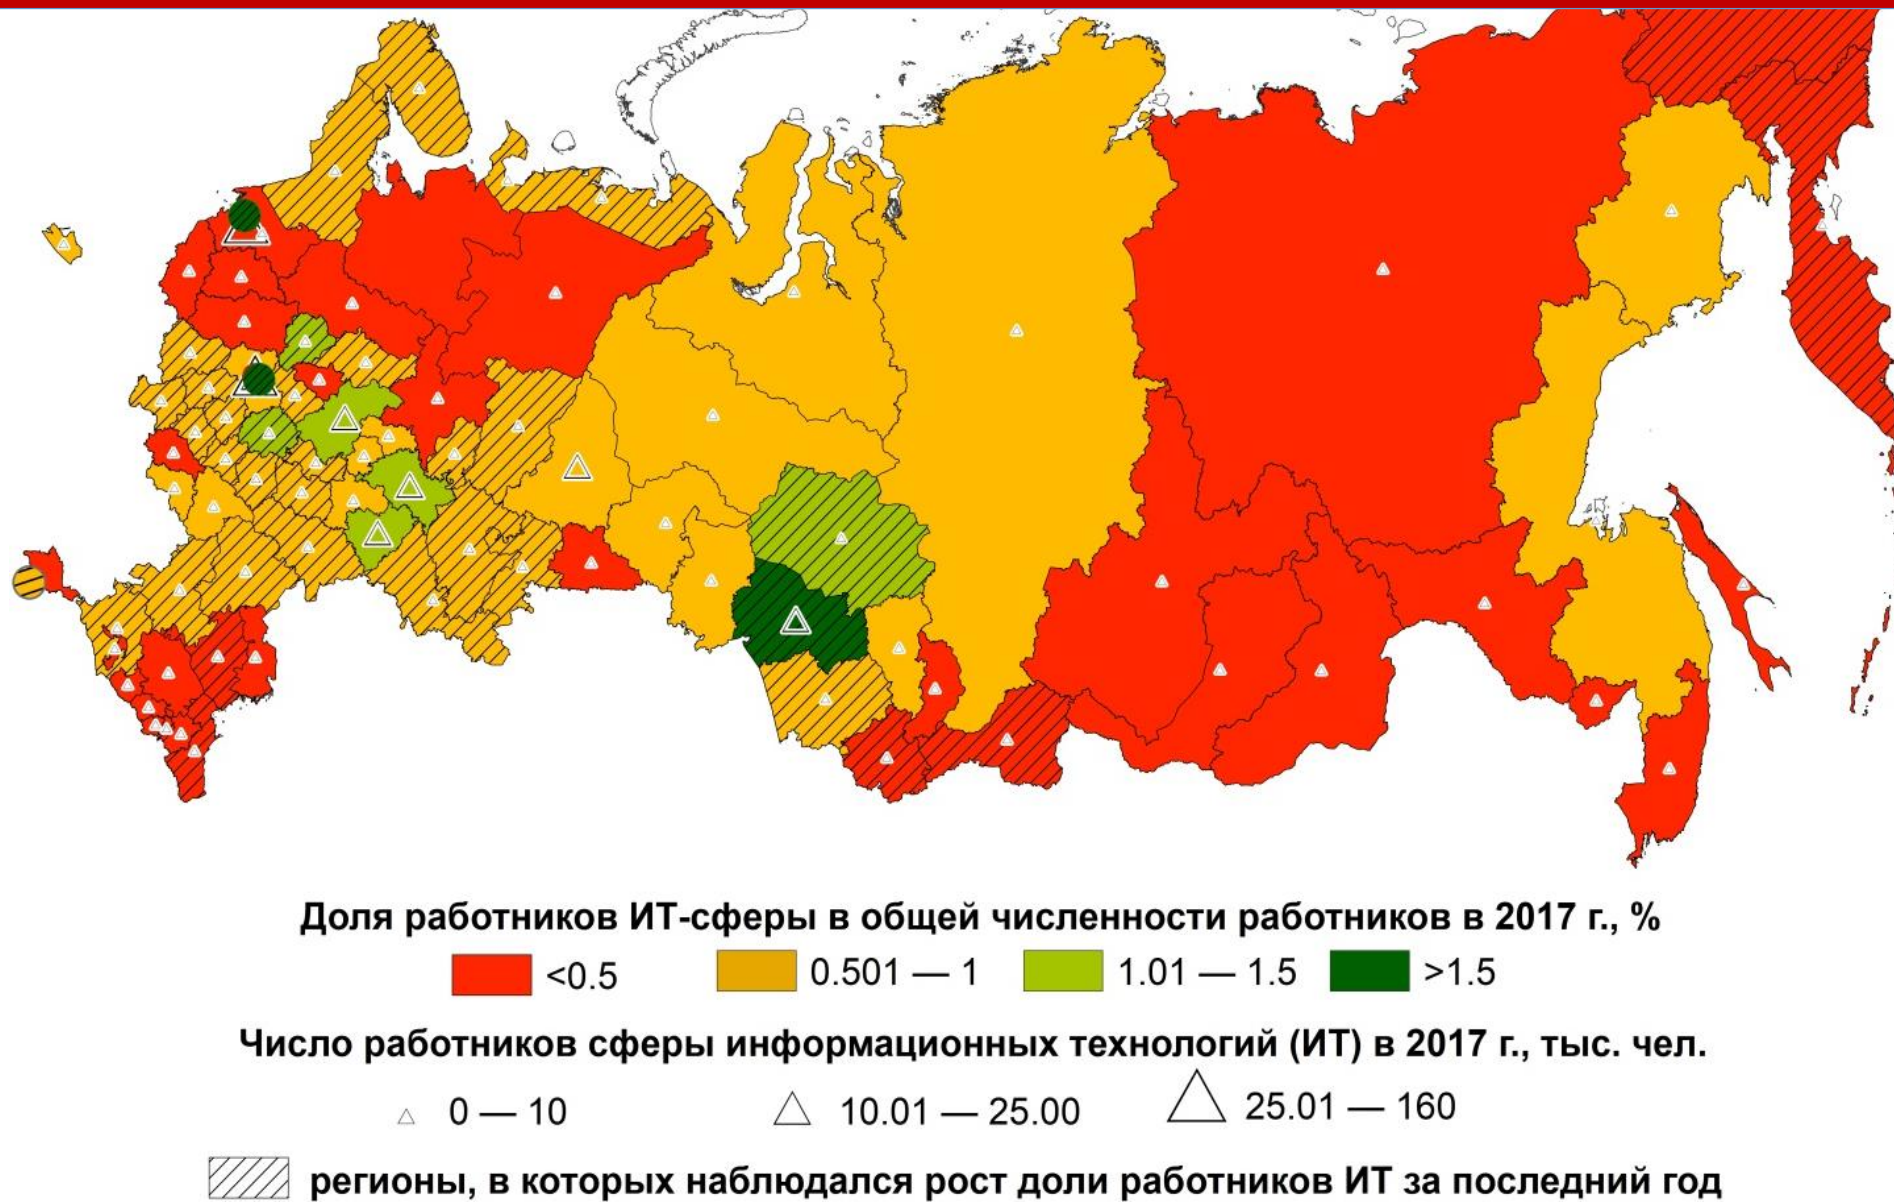 Доля работников ИТ-сферы в общей численности работников в 2017 г., %
<0.5 0.501 — 1 1.01 — 1.5 >1.5
Число работников сферы информационных технологий (ИТ) в 2017 г., тыс. чел.
0 — 10 10.01 — 25.00 25.01 — 160
регионы, в которых наблюдался рост доли работников ИТ за последний год